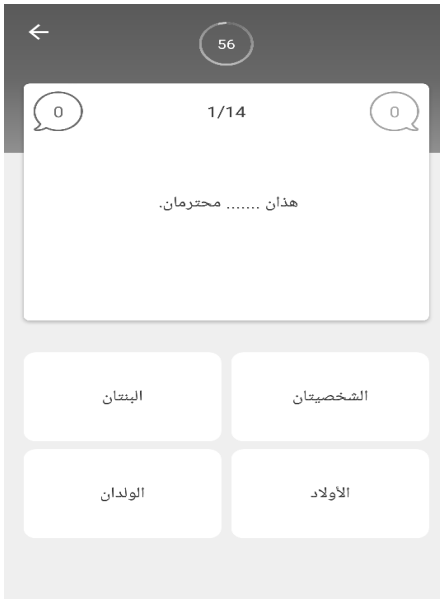 56
0
1/14
0
هذان ....... محترمان.
الشخصيتان
البنتان
الأولاد
الولدان